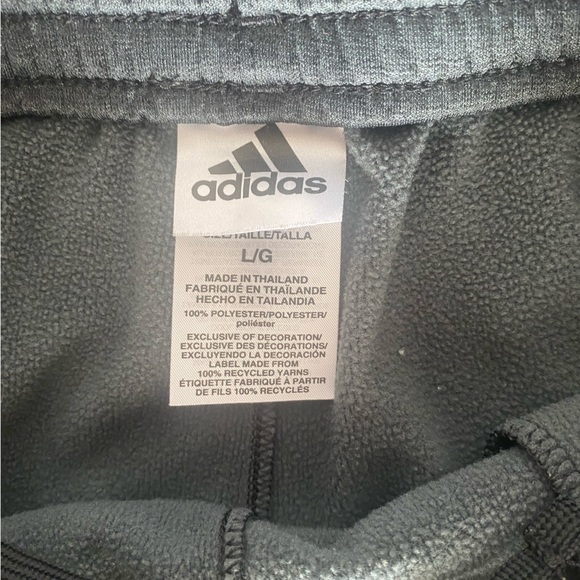 adidas
SIZE/TAILLE/TALLA
L/G
MADE IN THAILAND
FABRIQUÉ EN THAÏLANDE
HECHO EN TAILANDIA
100% POLYESTER/POLYESTER/
poliéster
EXCLUSIVE OF DECORATION/
EXCLUSIVE DES DÉCORATIONS/
EXCLUYENDO LA DECORACIÓN
LABEL MADE FROM
100% RECYCLED YARNS
ÉTIQUETTE FABRIQUÉ À PARTIR
DE FILS 100% RECYCLÉS